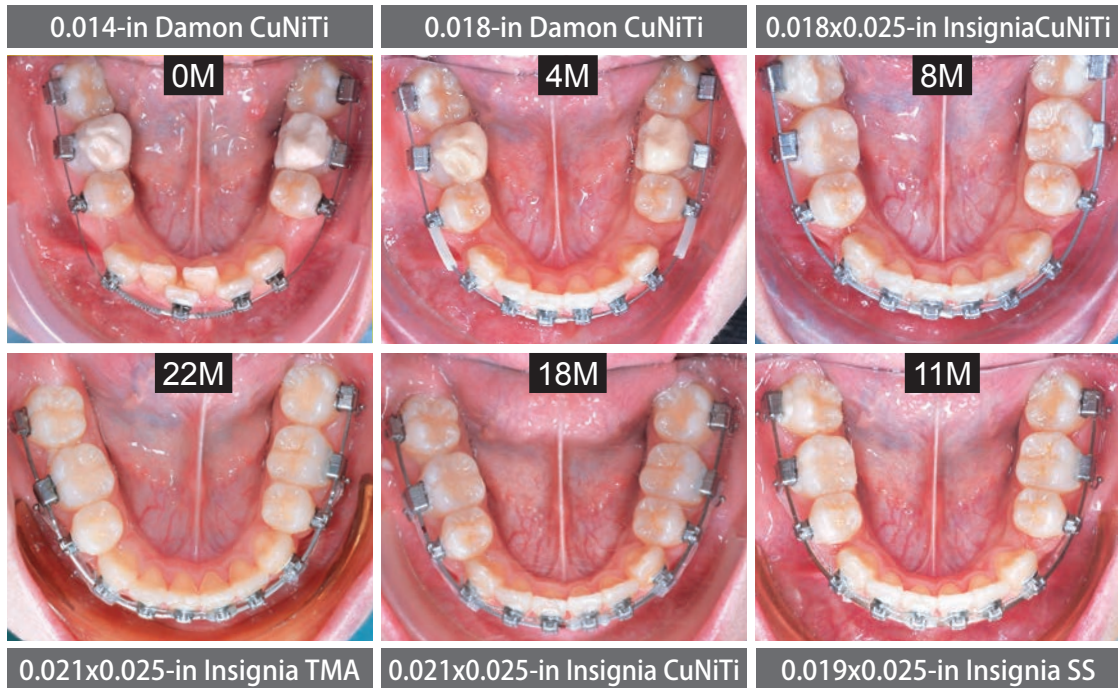 0.014-in Damon CuNiTi
0.018-in Damon CuNiTi
0.018x0.025-in InsigniaCuNiTi
0M
4M
8M
22M
18M
11M
0.021x0.025-in Insignia TMA
0.021x0.025-in Insignia CuNiTi
0.019x0.025-in Insignia SS